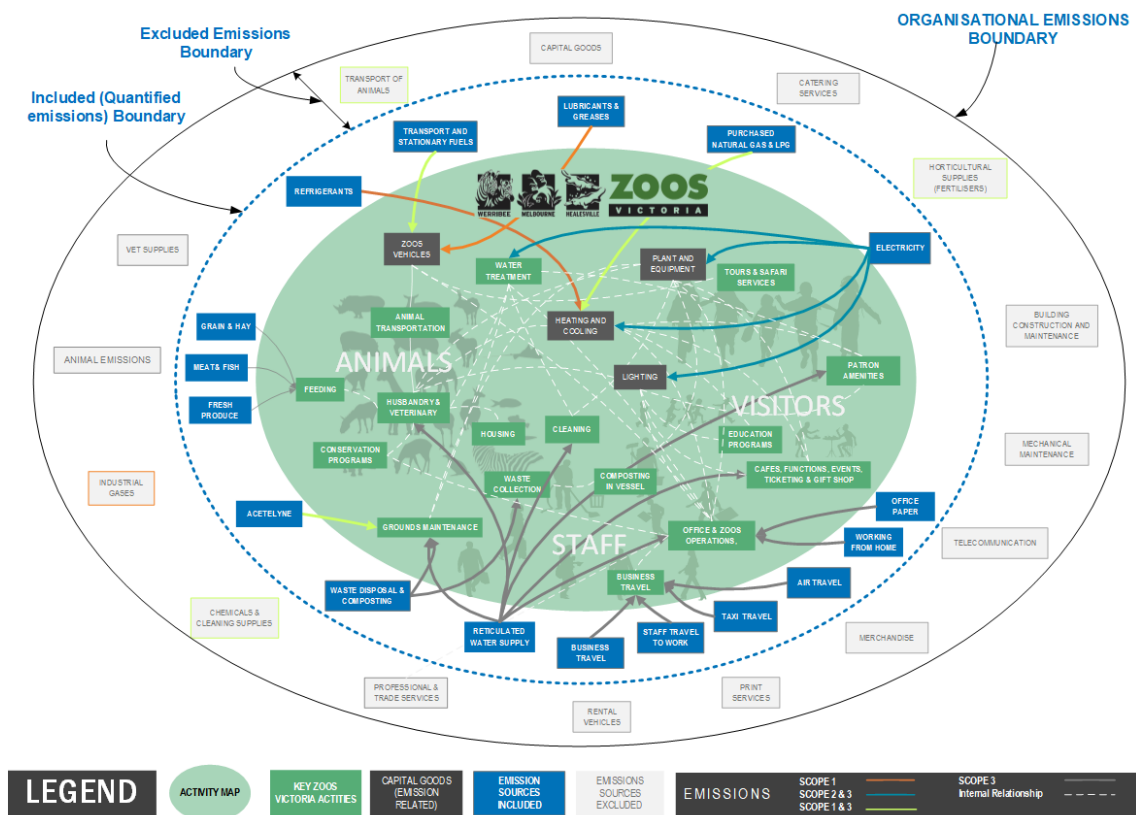 ORGANISATIONAL EMISSIONS
BOUNDARY
Excluded Emissions
Boundary
Included (Quantified
emissions) Boundary
CAPITAL GOODS
TRANSPORT OF
ANIMALS
CATERING
SERVICES
LUBRICANTS &
GREASES
TRANSPORT AND
STATIONARY FUELS
PURCHASED
NATURAL GAS & LPG
HORTICULTURAL
SUPPLIES
(FERTILISERS)
REFRIGERANTS
WERRIBEE
MELBOURNE
HEALESVILLE
ZOOS
VICTORIA
VET SUPPLIES
ZOOS
VEHICLES
WATER
TREATMENT
PLANT AND
EQUIPMENT
TOURS & SAFARI
SERVICES
ELECTRICITY
ANIMAL
TRANSPORTATION
HEATING AND
COOLING
BUILDING
CONSTRUCTION AND
MAINTENANCE
GRAIN & HAY
ANIMAL EMISSIONS
MEAT & FISH
ANIMALS
LIGHTING
PATRON
AMENITIES
FEEDING
FRESH
PRODUCE
HUSBANDRY &
VETERINARY
VISITORS
HOUSING
CLEANING
EDUCATION
PROGRAMS
MECHANICAL
MAINTENANCE
CONSERVATION
PROGRAMS
WASTE
COLLECTION
COMPOSTING
IN VESSEL
CAFES, FUNCTIONS, EVENTS,
TICKETING & GIFT SHOP
INDUSTRIAL
GASES
ACETELYNE
GROUNDS MAINTENANCE
STAFF
OFFICE & ZOOS
OPERATIONS,
OFFICE
PAPER
WORKING
FROM HOME
TELECOMMUNICATION
WASTE DISPOSAL &
COMPOSTING
BUSINESS
TRAVEL
AIR TRAVEL
CHEMICALS &
CLEANING SUPPLIES
TAXI TRAVEL
RETICULATED
WATER SUPPLY
BUSINESS
TRAVEL
STAFF TRAVEL
TO WORK
MERCHANDISE
PROFESSIONAL &
TRADE SERVICES
PRINT
SERVICES
RENTAL
VEHICLES
LEGEND
ACTIVITY MAP
KEY ZOOS
VICTORIA ACTITIES
CAPITAL GOODS
(EMISSION
RELATED)
EMISSION
SOURCES
INCLUDED
EMISSIONS
SOURCES
EXCLUDED
EMISSIONS
SCOPE 1
SCOPE 2 & 3
SCOPE 1 & 3
SCOPE 3
Internal Relationship